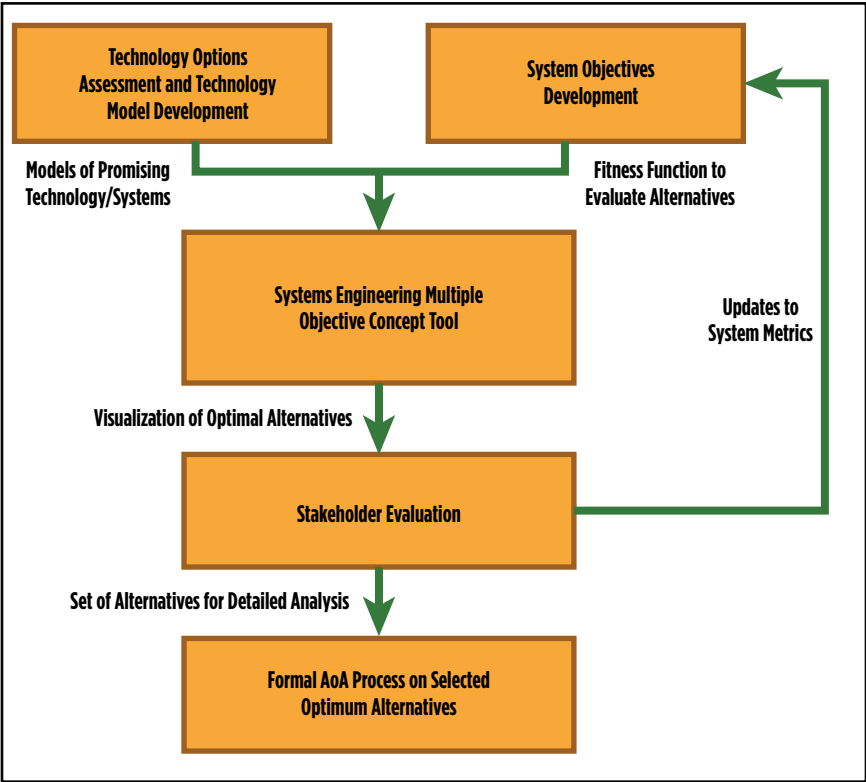 Technology Options
Assessment and Technology
Model Development
System Objectives
Development
Models of Promising
Technology/Systems
Fitness Function to
Evaluate Alternatives
Systems Engineering Multiple
Objective Concept Tool
Updates to
System Metrics
Visualization of Optimal Alternatives
Stakeholder Evaluation
Set of Alternatives for Detailed Analysis
Formal AoA Process on Selected
Optimum Alternatives